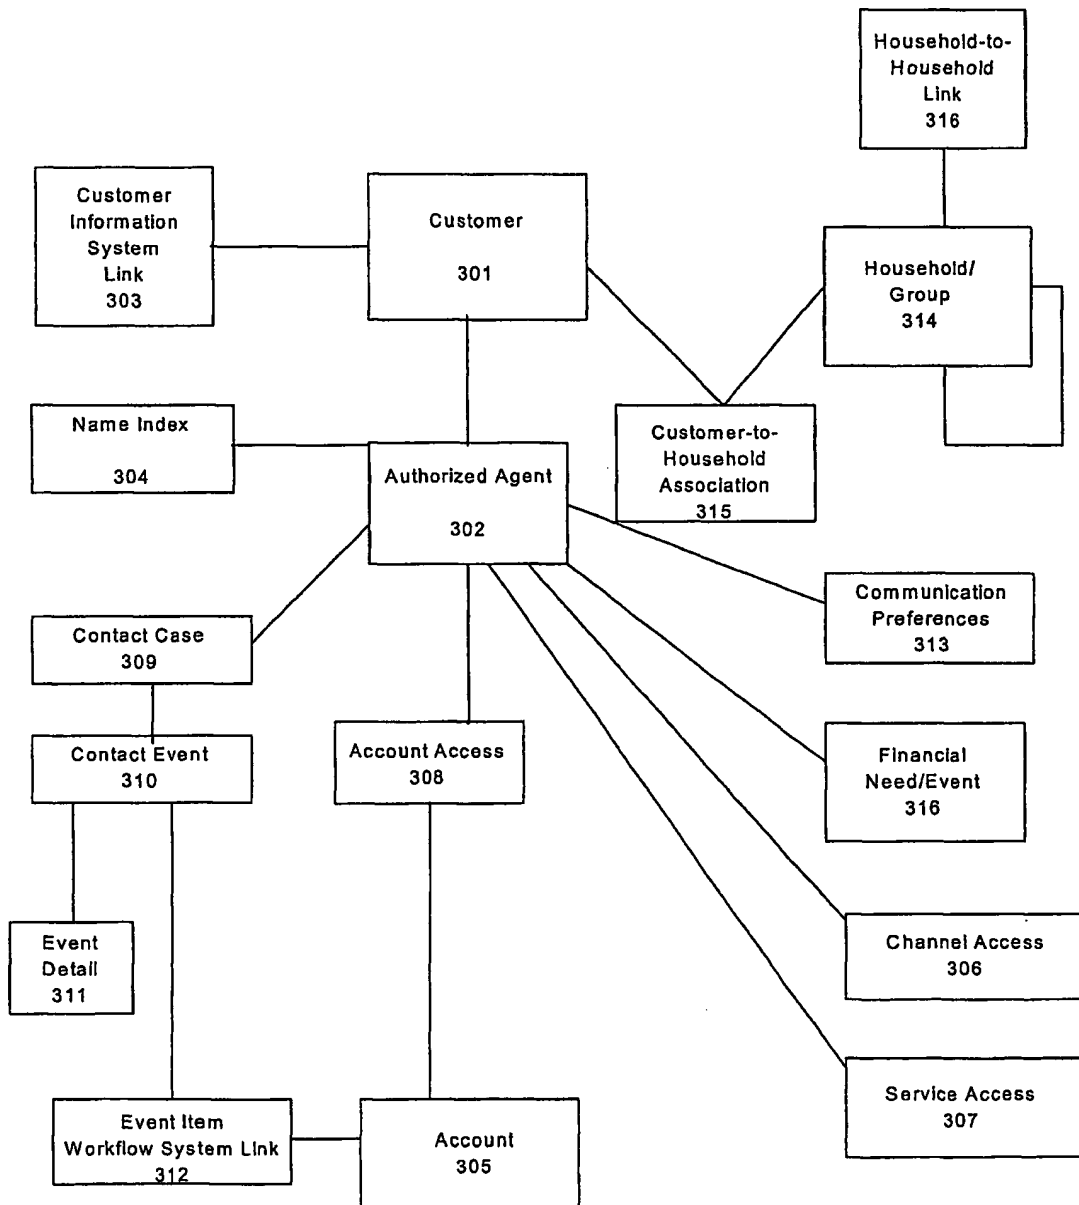 Household-to-
Household
Link
316
Customer
Information
System
Link
303
Customer
301
Household/
Group
314
Name Index
304
Authorized Agent
302
Customer-to-
Household
Association
315
Communication
Preferences
313
Contact Case
309
Contact Event
310
Account Access
308
Financial
Need/Event
316
Event
Detail
311
Channel Access
306
Service Access
307
Event Item
Workflow System Link
312
Account
305